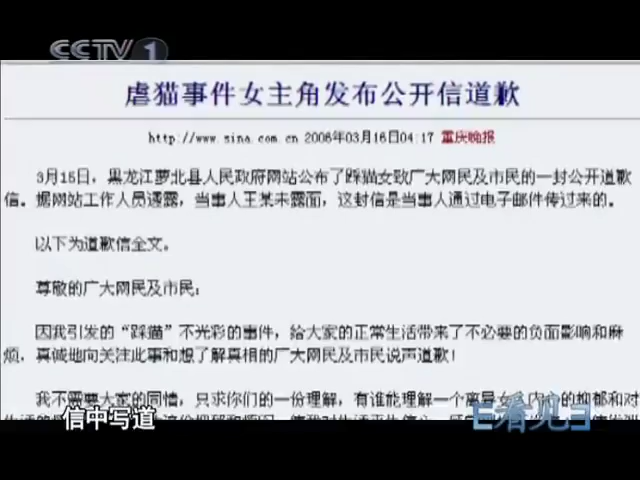 CCTV 1
虐猫事件女主角发布公开信道歉
http://www.sina.com.cn 2006年03月16日04:17 重庆晚报
3月15日，黑龙江萝北县人民政府网站公布了踩猫女致广大网民及市民的一封公开道歉
信。据网站工作人员透露，当事人王某未露面，这封信是当事人通过电子邮件传过来的。
以下为道歉信全文。
尊敬的广大网民及市民：
因我引发的“踩猫”不光彩的事件，给大家的正常生活带来了不必要的负面影响和麻
烦，真诚地向关注此事和想了解真相的广大网民及市民说声道歉！
我不需要大家的同情，只求你们的一份理解，有谁能理解一个离异女人内心的抑郁和对
信中写道
看见